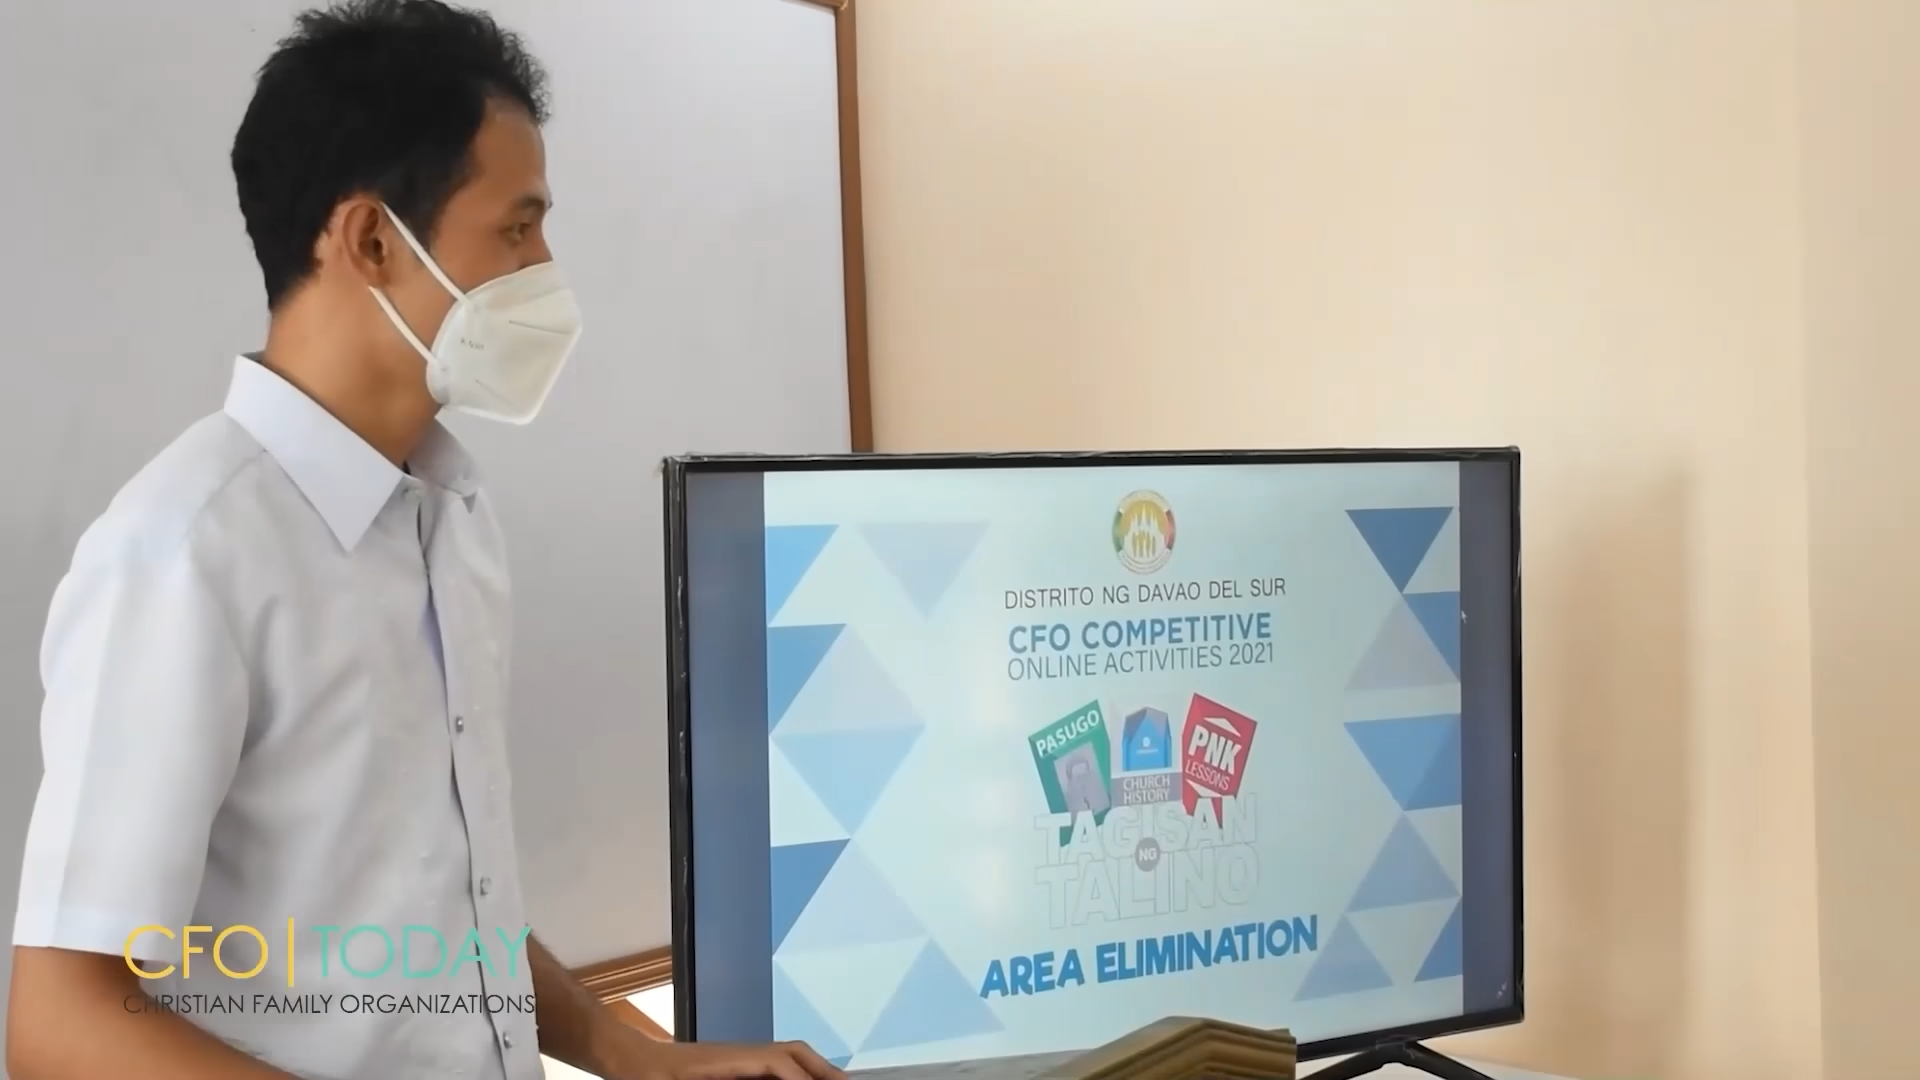 DISTRITO NG DAVAO DEL SUR
CFO COMPETITIVE
ONLINE ACTIVITIES 2021
PASUGO
CHURCH
HISTORY
PNK
LESSONS
TAGISAN
NG
TALINO
AREA ELIMINATION
CFO|TODAY
CHRISTIAN FAMILY ORGANIZATIONS